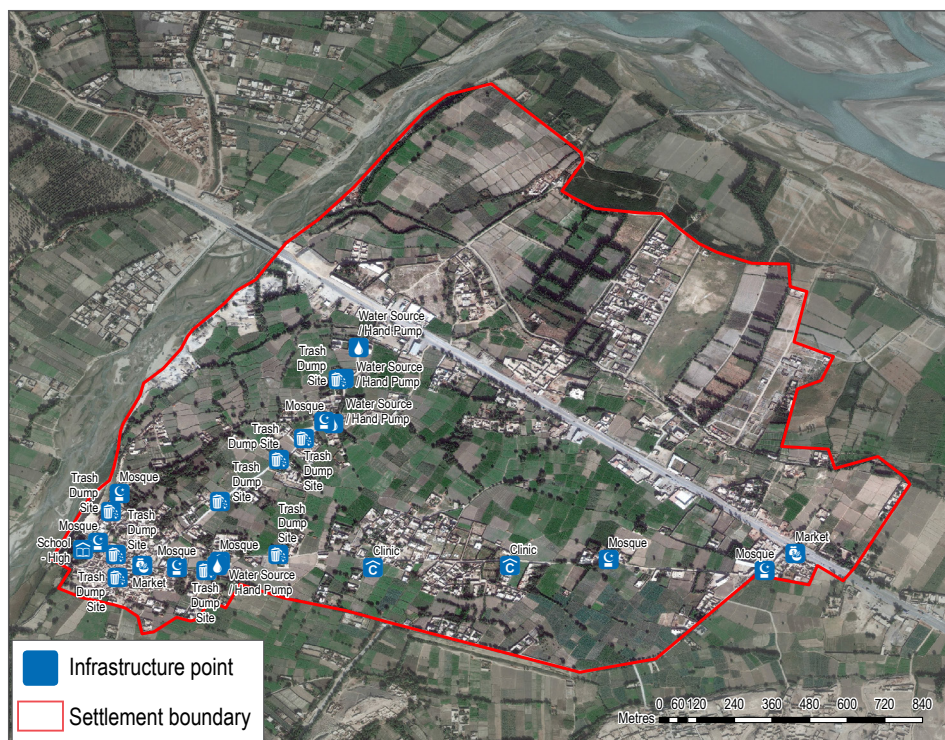 Water Source
/ Hand Pump
Trash
Dump
Site
Water Source
/ Hand Pump
Mosque
Water Source
/ Hand Pump
Trash
Dump Site
Trash
Dump
Site
Trash
Dump
Site
Trash
Dump
Site
Mosque
Trash
Dump
Site
Mosque
Trash
Dump
Site
School
- High
Mosque
Mosque
Clinic
Clinic
Mosque
Mosque
Market
Trash
Dump
Site
Market
Trash
Dump
Site
Water Source
/ Hand Pump
Infrastructure point
Settlement boundary
Metres
0 60 120 240 360 480 600 720 840